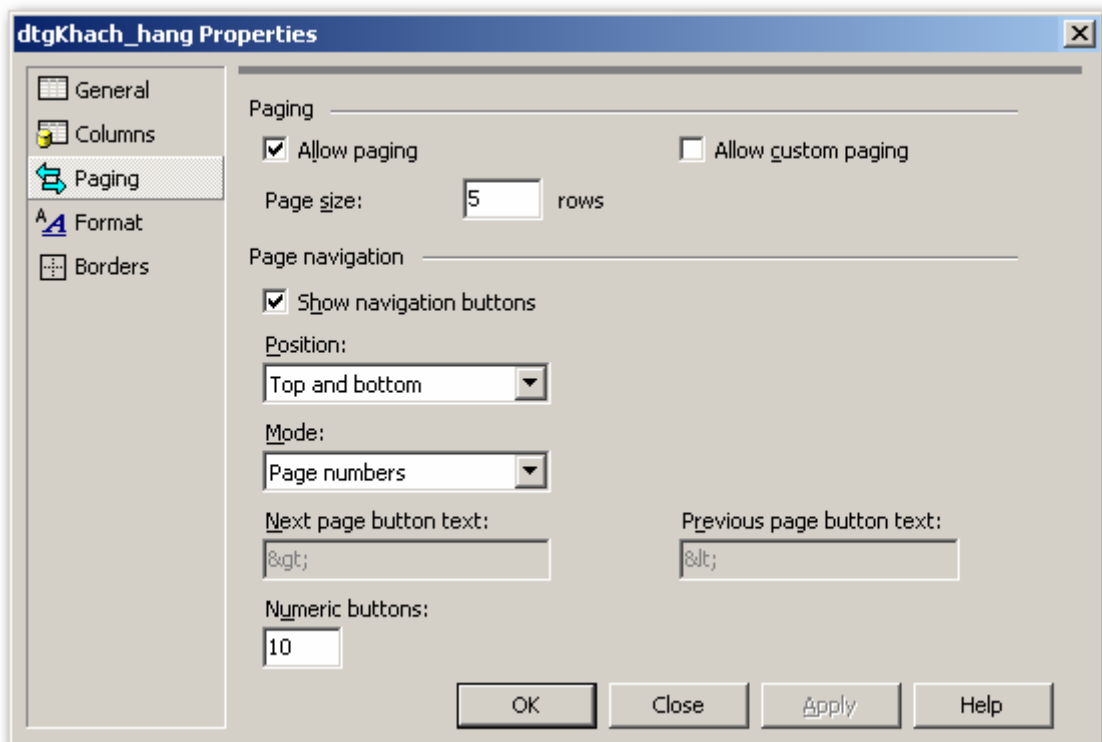 dtgKhach_hang Properties
General
Columns
Paging
Format
Borders
Paging
Allow paging
Allow custom paging
Page size: 5 rows
Page navigation
Show navigation buttons
Position:
Top and bottom
Mode:
Page numbers
Next page button text:
&gt;
Previous page button text:
&lt;
Numeric buttons:
10
OK
Close
Apply
Help